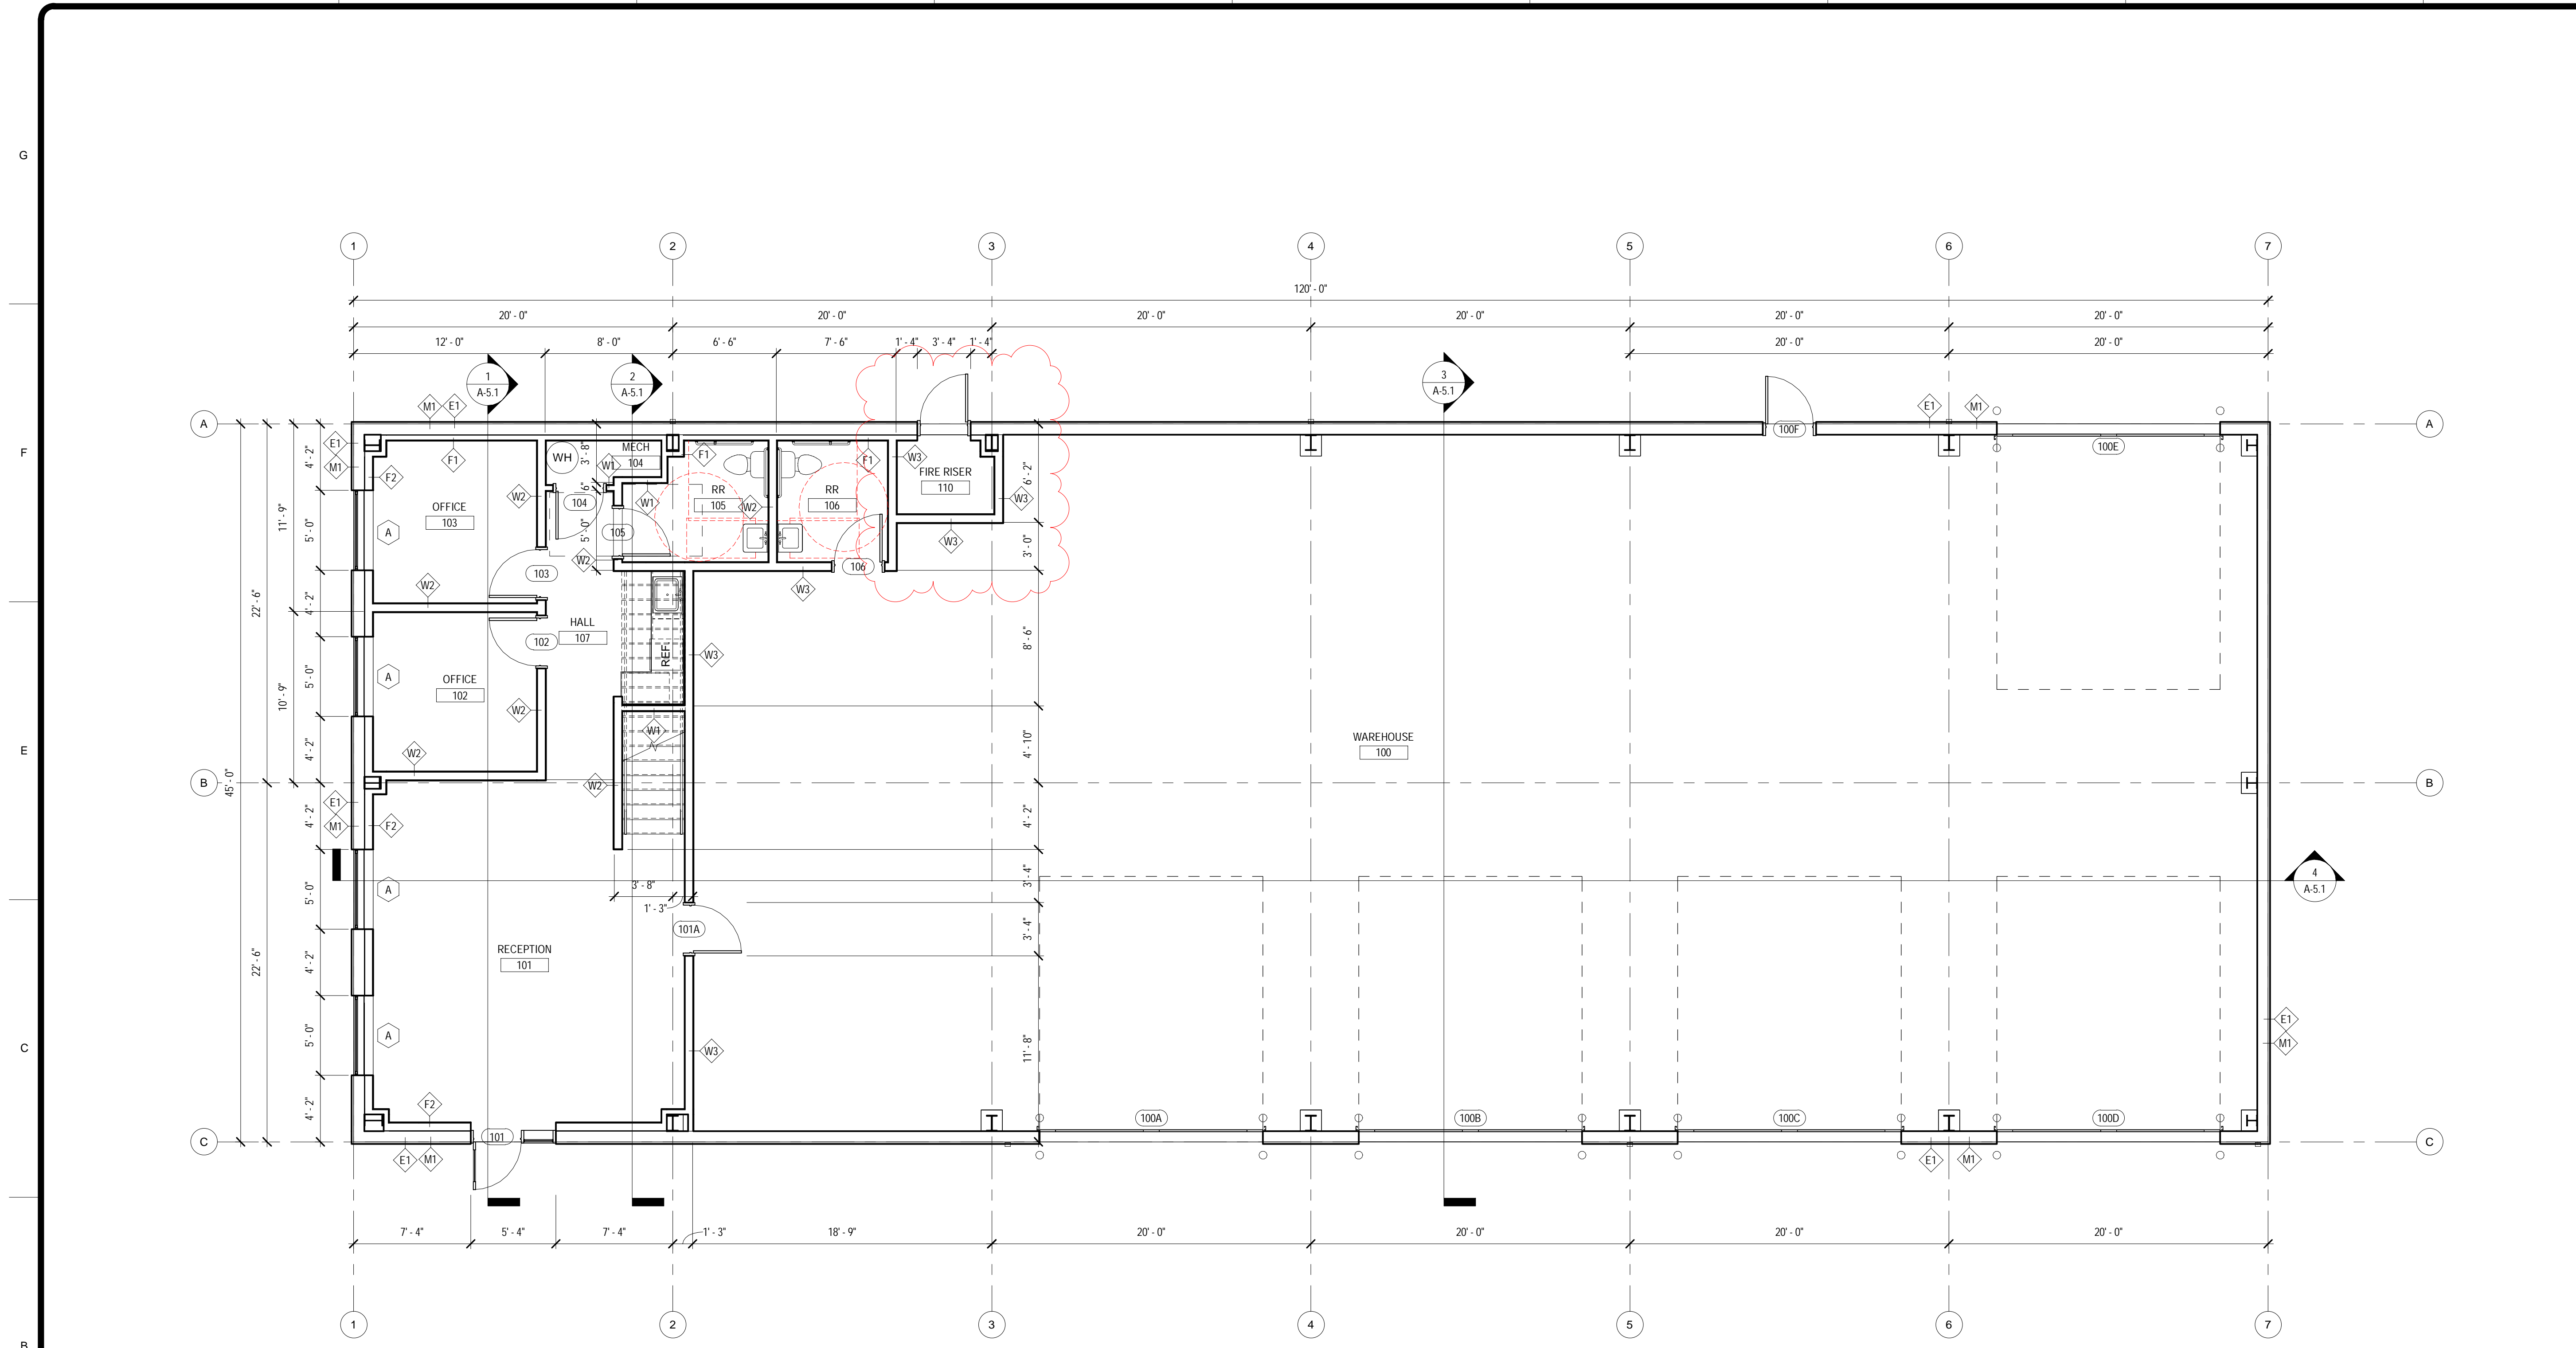 G
F
E
C
B
1
2
3
4
5
6
7
120' - 0"
20' - 0"
20' - 0"
20' - 0"
20' - 0"
20' - 0"
20' - 0"
12' - 0"
8' - 0"
6' - 6"
7' - 6"
1' - 4"
3' - 4"
1' - 4"
20' - 0"
20' - 0"
1
A-5.1
2
A-5.1
3
A-5.1
M1
E1
E1
M1
A
A
E1
M1
4' - 2"
F2
F1
WH
3' - 8"
MECH
104
W1
F1
F1
W3
FIRE RISER
110
W3
6' - 2"
100F
100E
OFFICE
103
W2
104
6"
W1
RR
105
W2
RR
106
11' - 9"
5' - 0"
A
105
5' - 0"
W3
3' - 0"
W2
103
W2
106
W3
22' - 6"
4' - 2"
HALL
107
102
REF.
W3
8' - 6"
5' - 0"
A
OFFICE
102
W2
10' - 9"
W1
4' - 2"
W2
4' - 10"
WAREHOUSE
100
B
45' - 0"
W2
B
E1
M1
4' - 2"
F2
4' - 2"
5' - 0"
A
3' - 8"
1' - 3"
3' - 4"
4
A-5.1
101A
3' - 4"
22' - 6"
4' - 2"
RECEPTION
101
5' - 0"
A
W3
11' - 8"
E1
M1
4' - 2"
F2
100A
100B
100C
100D
C
101
C
E1
M1
E1
M1
7' - 4"
5' - 4"
7' - 4"
1' - 3"
18' - 9"
20' - 0"
20' - 0"
20' - 0"
20' - 0"
1
2
3
4
5
6
7